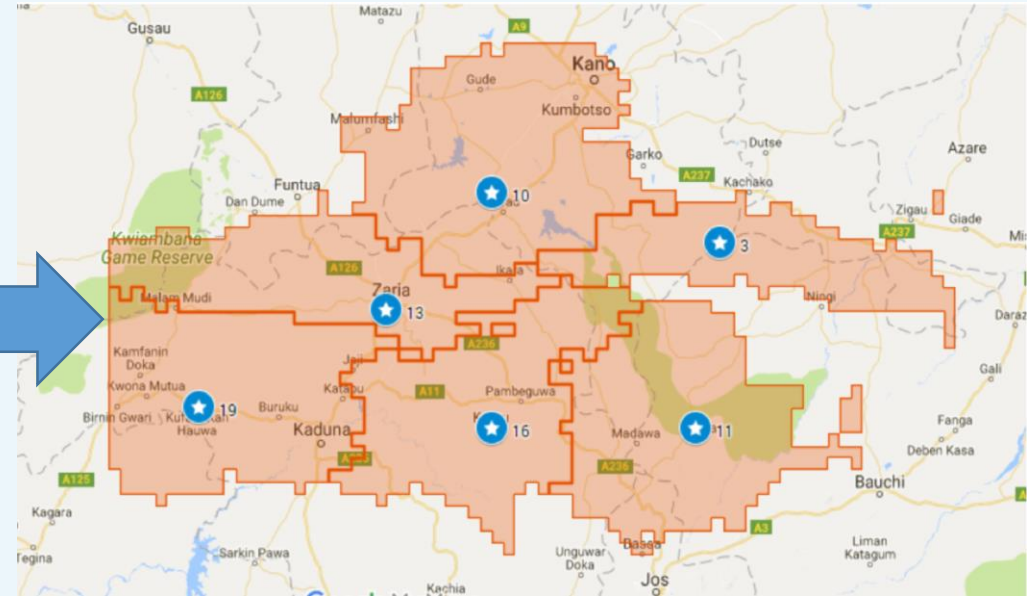 Matazu
Gusau
A9
Kano
Gude
A126
Kumbotso
Malumfashi
Garko
Dutse
Azare
A237
Kachako
Funtua
Dan Dume
10
Zigau
Giade
A237
Kwiambana
Game Reserve
3
A126
Ikara
Zaria
Malam Mudi
Ningi
13
A236
Kamfanin
Doka
Jaji
Gali
Kwona Mutua
Katabu
A11
Pambeguwa
Birnin Gwari
19
Buruku
Hauwa
Kaduna
16
Madawa
11
Fanga
Deben Kasa
A125
A236
Bauchi
Kagara
A3
Tegina
Sarkin Pawa
Unguwar
Doka
Bassa
Liman
Katagum
Jos
Kachia